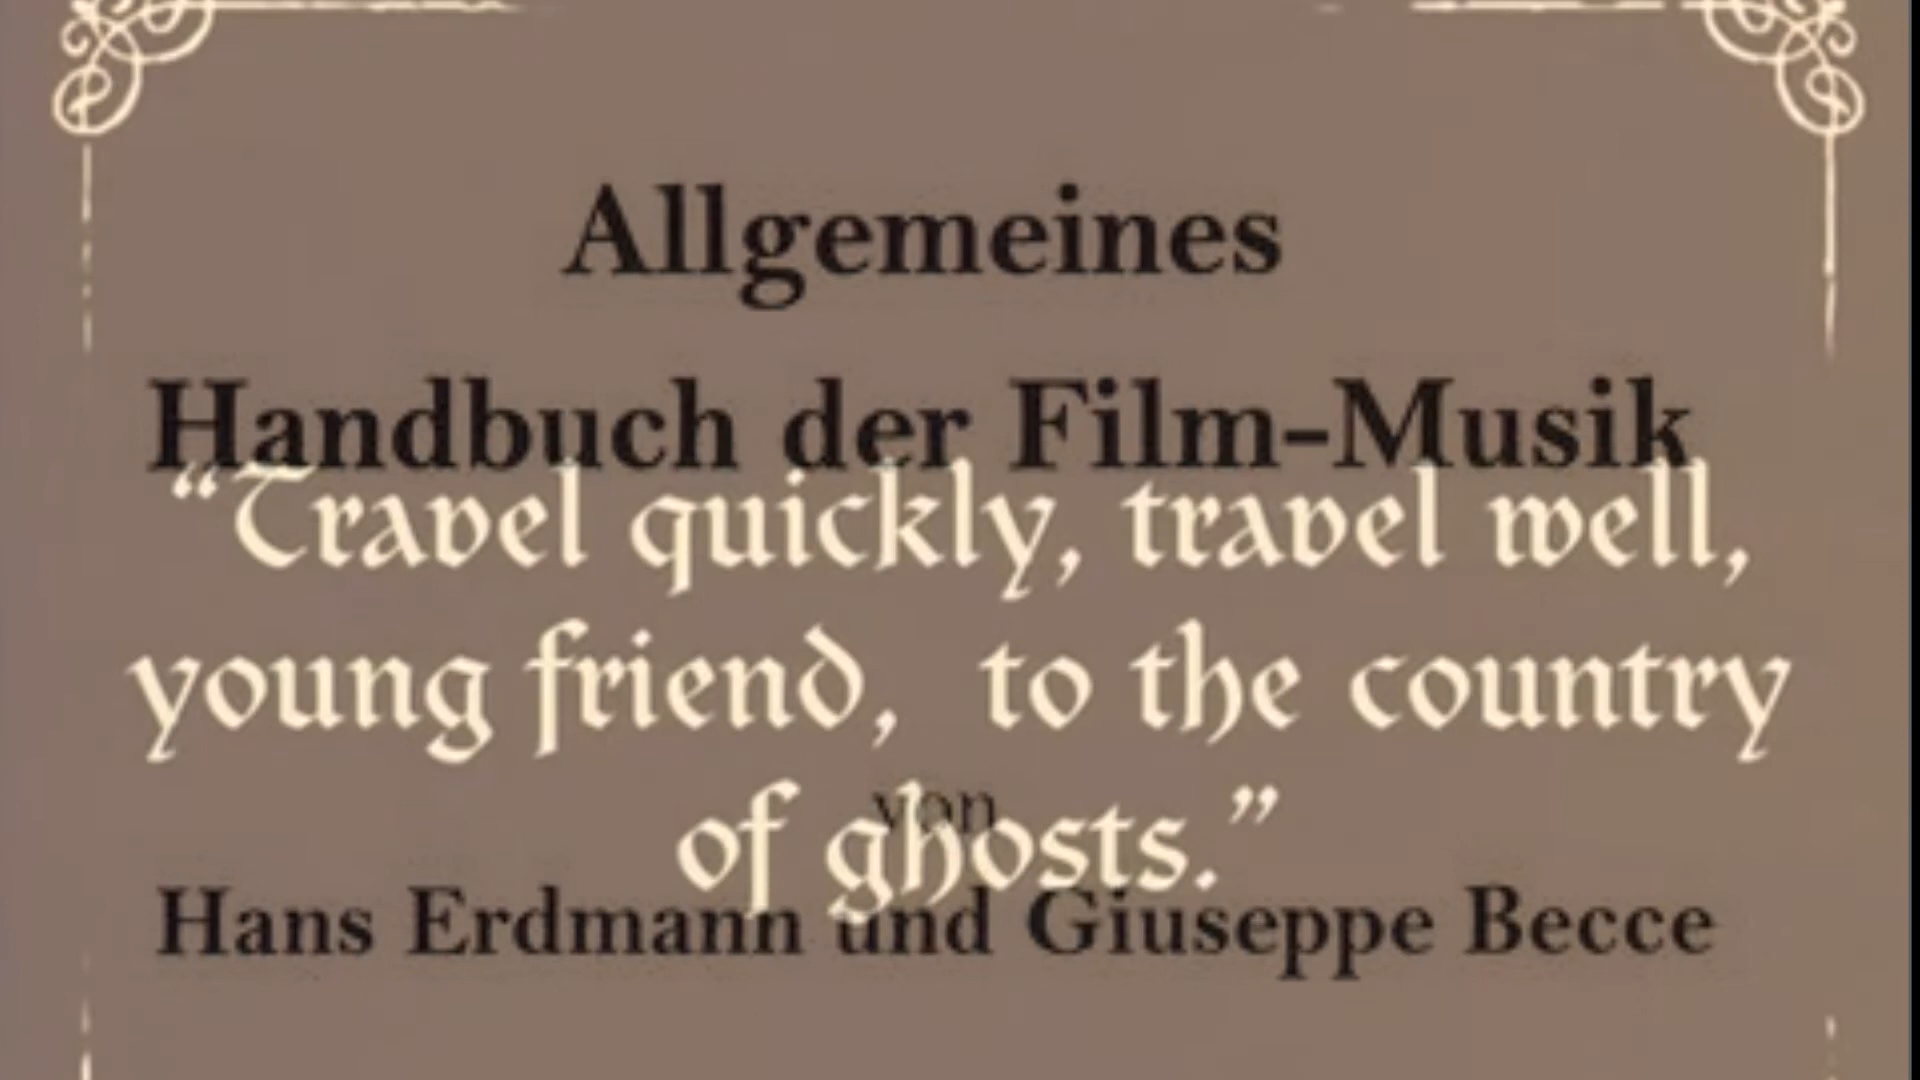 Allgemeines
Handbuch der Film-Musik
“Travel quickly, travel well,
young friend, to the country
of ghosts.”
von
Hans Erdmann und Giuseppe Becce